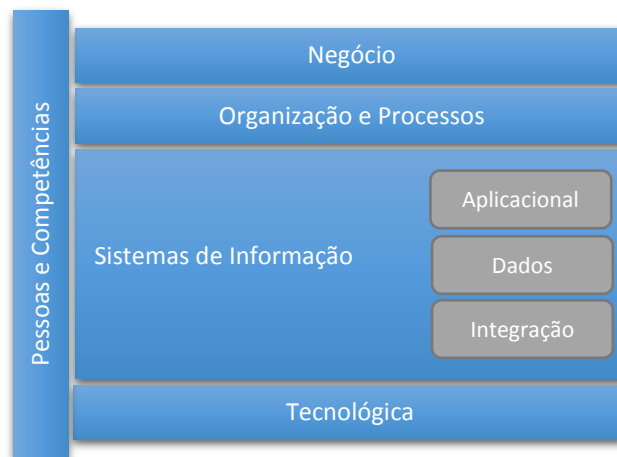 Pessoas e Competências
Negócio
Organização e Processos
Sistemas de Informação
Aplicacional
Dados
Integração
Tecnológica